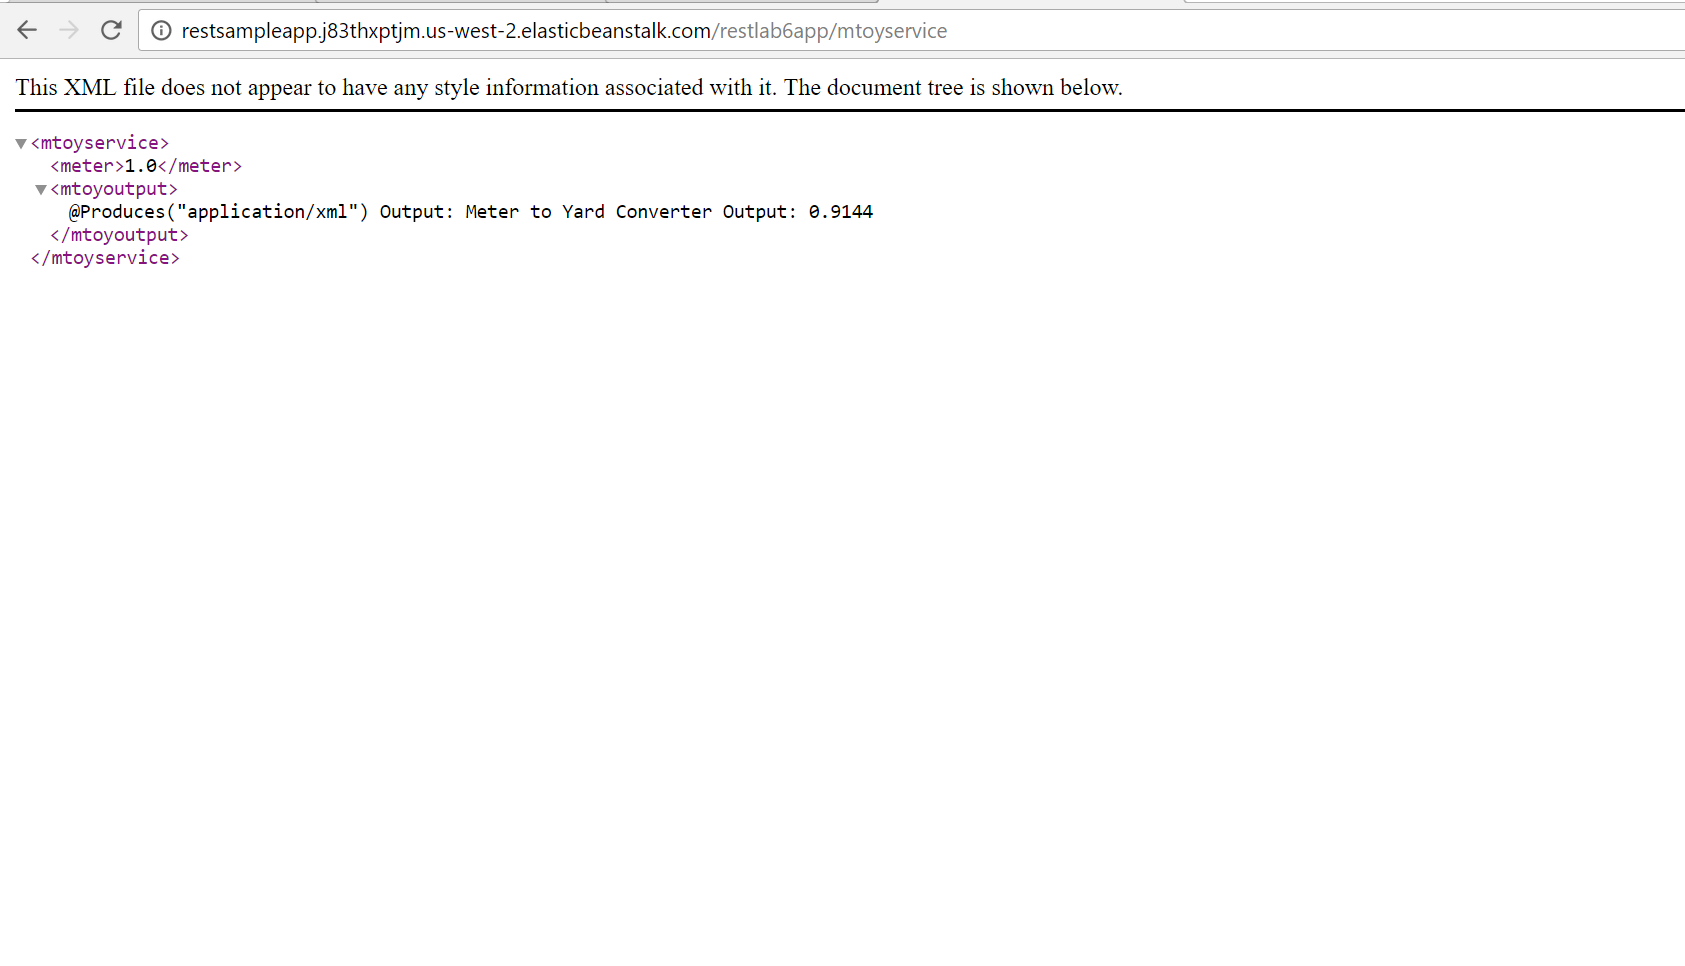 restsampleapp.j83thxptjm.us-west-2.elasticbeanstalk.com/restlab6app/mtoyservice
This XML file does not appear to have any style information associated with it. The document tree is shown below.
<mtoyservice>
<meter>1.0</meter>
<mtoyoutput>
@Produces("application/xml") Output: Meter to Yard Converter Output: 0.9144
</mtoyoutput>
</mtoyservice>